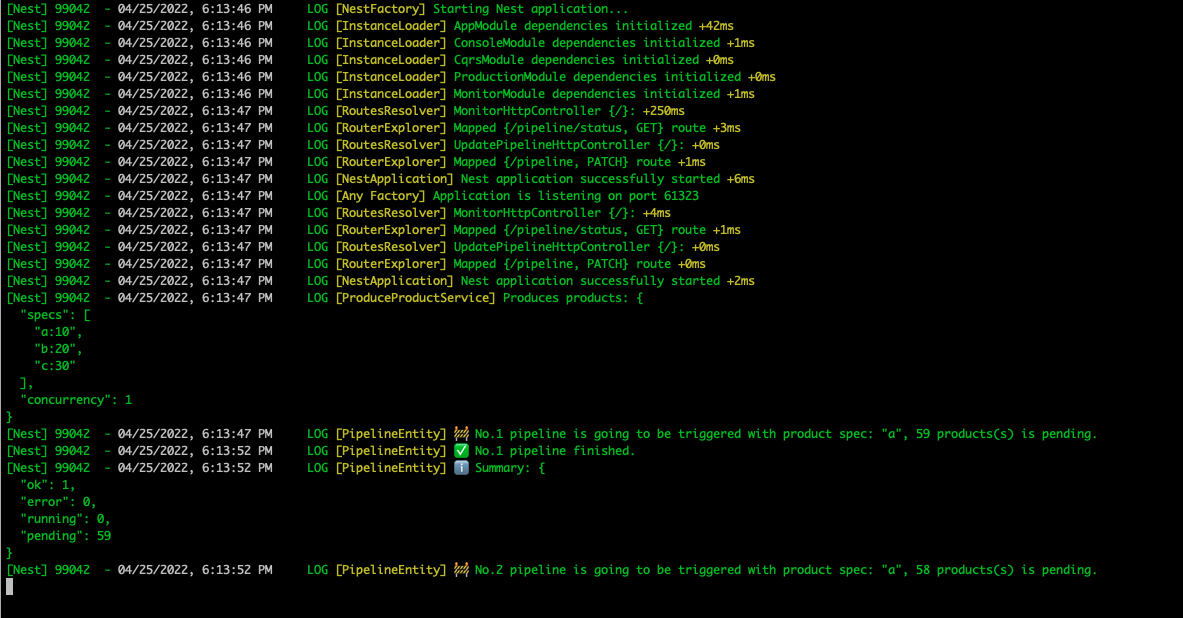 [Nest] 99042  - 04/25/2022, 6:13:46 PM     LOG [NestFactory] Starting Nest application...
[Nest] 99042  - 04/25/2022, 6:13:46 PM     LOG [InstanceLoader] AppModule dependencies initialized +42ms
[Nest] 99042  - 04/25/2022, 6:13:46 PM     LOG [InstanceLoader] ConsoleModule dependencies initialized +1ms
[Nest] 99042  - 04/25/2022, 6:13:46 PM     LOG [InstanceLoader] CqrsModule dependencies initialized +0ms
[Nest] 99042  - 04/25/2022, 6:13:46 PM     LOG [InstanceLoader] ProductionModule dependencies initialized +0ms
[Nest] 99042  - 04/25/2022, 6:13:46 PM     LOG [InstanceLoader] MonitorModule dependencies initialized +1ms
[Nest] 99042  - 04/25/2022, 6:13:47 PM     LOG [RoutesResolver] MonitorHttpController {/}: +250ms
[Nest] 99042  - 04/25/2022, 6:13:47 PM     LOG [RouterExplorer] Mapped {/pipeline/status, GET} route +3ms
[Nest] 99042  - 04/25/2022, 6:13:47 PM     LOG [RoutesResolver] UpdatePipelineHttpController {/}: +0ms
[Nest] 99042  - 04/25/2022, 6:13:47 PM     LOG [RouterExplorer] Mapped {/pipeline, PATCH} route +1ms
[Nest] 99042  - 04/25/2022, 6:13:47 PM     LOG [NestApplication] Nest application successfully started +6ms
[Nest] 99042  - 04/25/2022, 6:13:47 PM     LOG [Any Factory] Application is listening on port 61323
[Nest] 99042  - 04/25/2022, 6:13:47 PM     LOG [RoutesResolver] MonitorHttpController {/}: +4ms
[Nest] 99042  - 04/25/2022, 6:13:47 PM     LOG [RouterExplorer] Mapped {/pipeline/status, GET} route +1ms
[Nest] 99042  - 04/25/2022, 6:13:47 PM     LOG [RoutesResolver] UpdatePipelineHttpController {/}: +0ms
[Nest] 99042  - 04/25/2022, 6:13:47 PM     LOG [RouterExplorer] Mapped {/pipeline, PATCH} route +0ms
[Nest] 99042  - 04/25/2022, 6:13:47 PM     LOG [NestApplication] Nest application successfully started +2ms
[Nest] 99042  - 04/25/2022, 6:13:47 PM     LOG [ProduceProductService] Produces products: {
  "specs": [
    "a:10",
    "b:20",
    "c:30"
  ],
  "concurrency": 1
}
[Nest] 99042  - 04/25/2022, 6:13:47 PM     LOG [PipelineEntity] 🚧 No.1 pipeline is going to be triggered with product spec: "a", 59 products(s) is pending.
[Nest] 99042  - 04/25/2022, 6:13:52 PM     LOG [PipelineEntity] ✅ No.1 pipeline finished.
[Nest] 99042  - 04/25/2022, 6:13:52 PM     LOG [PipelineEntity] ℹ️ Summary: {
  "ok": 1,
  "error": 0,
  "running": 0,
  "pending": 59
}
[Nest] 99042  - 04/25/2022, 6:13:52 PM     LOG [PipelineEntity] 🚧 No.2 pipeline is going to be triggered with product spec: "a", 58 products(s) is pending.